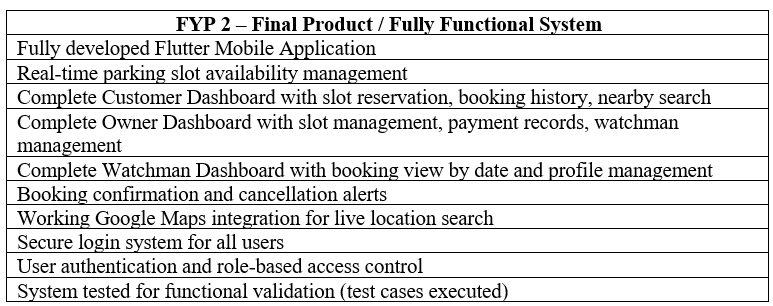 FYP 2 – Final Product / Fully Functional System
Fully developed Flutter Mobile Application
Real-time parking slot availability management
Complete Customer Dashboard with slot reservation, booking history, nearby search
Complete Owner Dashboard with slot management, payment records, watchman
management
Complete Watchman Dashboard with booking view by date and profile management
Booking confirmation and cancellation alerts
Working Google Maps integration for live location search
Secure login system for all users
User authentication and role-based access control
System tested for functional validation (test cases executed)